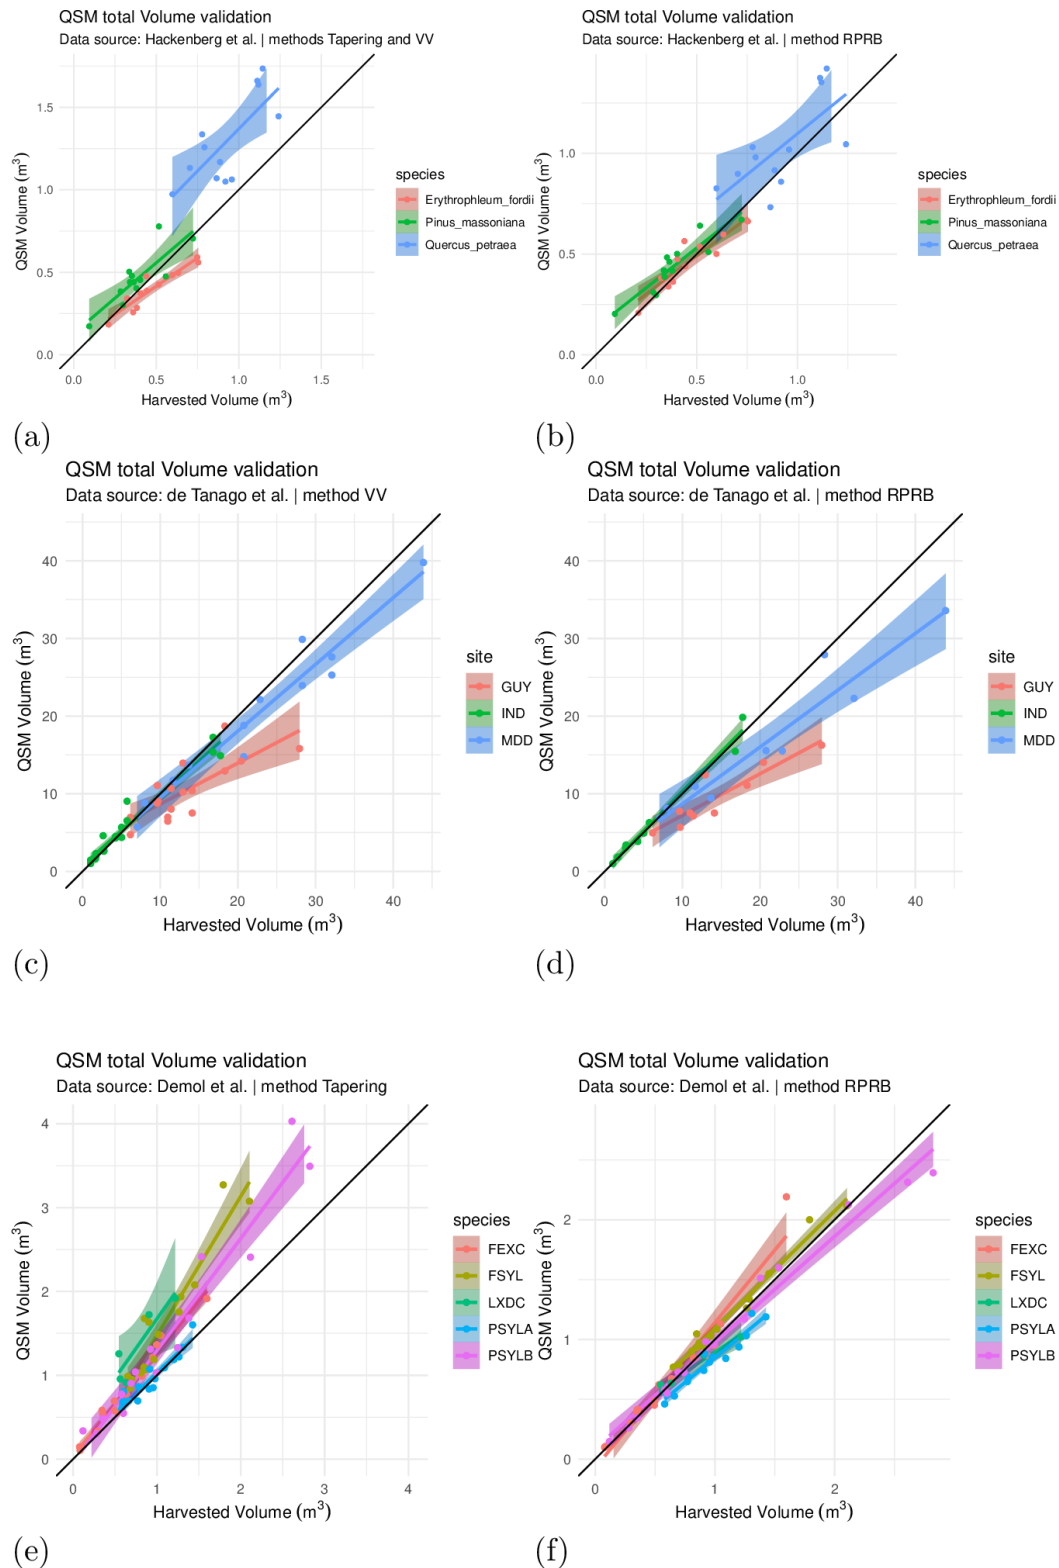 QSM total Volume validation
Data source: Hackenberg et al. | methods Tapering and VV
QSM Volume (m³)
1.5
1.0
0.5
0.0
0.0 0.5 1.0 1.5
Harvested Volume (m³)
species
Erythrophleum_fordii
Pinus_massoniana
Quercus_petraea
(a)
QSM total Volume validation
Data source: Hackenberg et al. | method RPRB
QSM Volume (m³)
1.0
0.5
0.0
0.0 0.5 1.0
Harvested Volume (m³)
species
Erythrophleum_fordii
Pinus_massoniana
Quercus_petraea
(b)
QSM total Volume validation
Data source: de Tanago et al. | method VV
QSM Volume (m³)
40
30
20
10
0
0 10 20 30 40
Harvested Volume (m³)
site
GUY
IND
MDD
(c)
QSM total Volume validation
Data source: de Tanago et al. | method RPRB
QSM Volume (m³)
40
30
20
10
0
0 10 20 30 40
Harvested Volume (m³)
site
GUY
IND
MDD
(d)
QSM total Volume validation
Data source: Demol et al. | method Tapering
QSM Volume (m³)
4
3
2
1
0
0 1 2 3 4
Harvested Volume (m³)
species
FEXC
FSYL
LXDC
PSYLA
PSYLB
(e)
QSM total Volume validation
Data source: Demol et al. | method RPRB
QSM Volume (m³)
2
1
0
0 1 2
Harvested Volume (m³)
species
FEXC
FSYL
LXDC
PSYLA
PSYLB
(f)